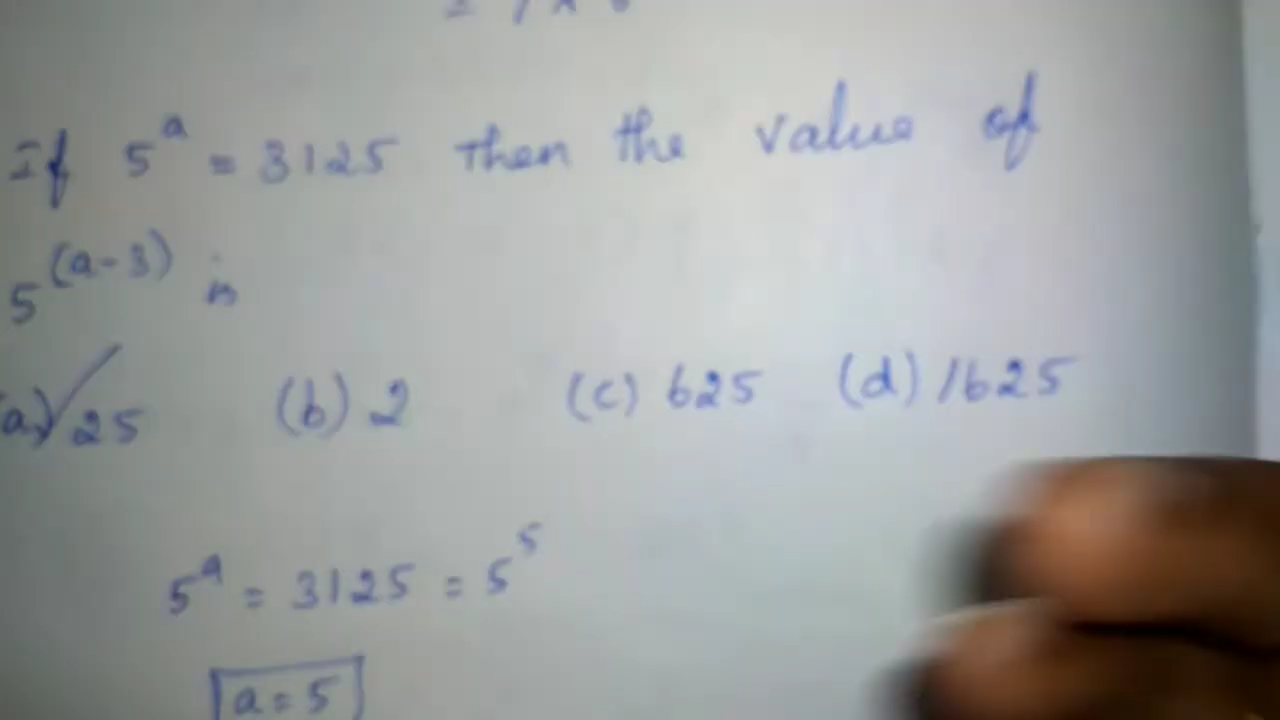 If 5^a = 3125 then the value of
5^(a-3) is
(a) ✓ 25 (b) 2 (c) 625 (d) 1625
5^a = 3125 = 5^5
a = 5